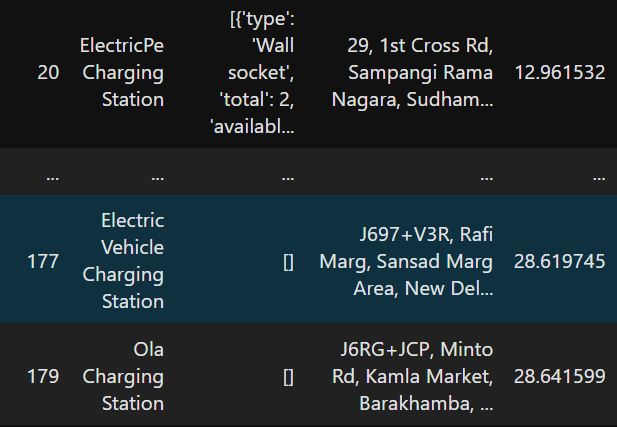 20
ElectricPe
Charging
Station
[{'type':
'Wall
socket',
'total': 2,
'availabl...
29, 1st Cross Rd,
Sampangi Rama
Nagara, Sudham...
12.961532
...
...
...
...
...
177
Electric
Vehicle
Charging
Station
[]
J697+V3R, Rafi
Marg, Sansad Marg
Area, New Del...
28.619745
179
Ola
Charging
Station
[]
J6RG+JCP, Minto
Rd, Kamla Market,
Barakhamba, ...
28.641599